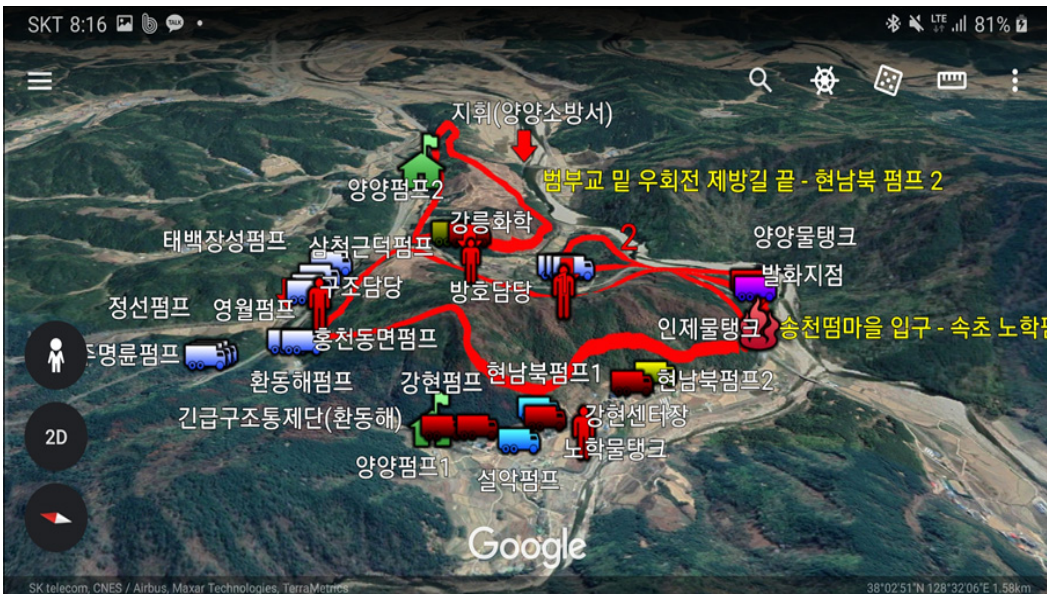 SKT 8:16
TALK
LTE
81%
지휘(양양소방서)
양양펌프2
범부교 밑 우회전 제방길 끝 - 현남북 펌프 2
강릉화학
태백장성펌프
삼척근덕펌프
2
양양물탱크
구조담당
방호담당
발화지점
정선펌프
영월펌프
홍천동면펌프
인제물탱크
송천떰마을 입구 - 속초 노학펌
명륜펌프
환동해펌프
강현펌프
현남북펌프1
현남북펌프2
긴급구조통제단(환동해)
강현센터장
노학물탱크
양양펌프1
설악펌프
2D
Google
SK telecom, CNES / Airbus, Maxar Technologies, TerraMetrics
38°02'51"N 128°32'06"E 1.58km